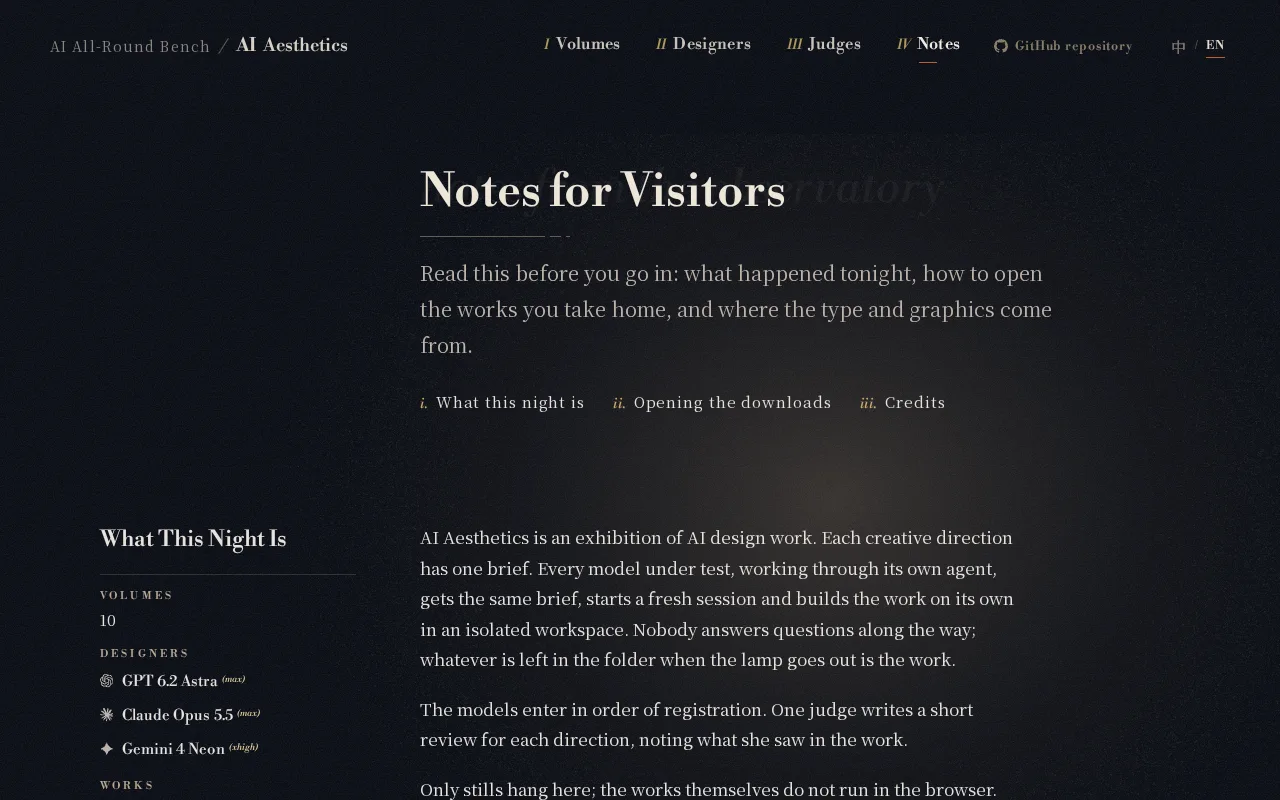 AI All-Round Bench / AI Aesthetics
I Volumes
II Designers
III Judges
IV Notes
GitHub repository
中 / EN
Notes for Visitors
Read this before you go in: what happened tonight, how to open
the works you take home, and where the type and graphics come
from.
i. What this night is
ii. Opening the downloads
iii. Credits
What This Night Is
VOLUMES
10
DESIGNERS
GPT 6.2 Astra (max)
Claude Opus 5.5 (max)
Gemini 4 Neon (xhigh)
WORKS
AI Aesthetics is an exhibition of AI design work. Each creative direction
has one brief. Every model under test, working through its own agent,
gets the same brief, starts a fresh session and builds the work on its own
in an isolated workspace. Nobody answers questions along the way;
whatever is left in the folder when the lamp goes out is the work.
The models enter in order of registration. One judge writes a short
review for each direction, noting what she saw in the work.
Only stills hang here; the works themselves do not run in the browser.